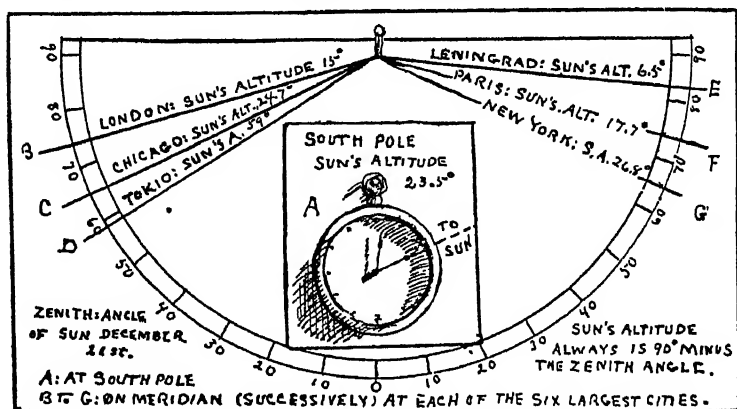 LONDON: SUN'S ALTITUDE 15°
CHICAGO: SUN'S ALT. 24.7°
TOKIO: SUN'S A. 59°
LENINGRAD: SUN'S ALT. 6.5°
PARIS: SUN'S. ALT. 17.7°
NEW YORK: S.A. 26.8°
B
C
D
E
F
G
90
80
70
60
50
40
30
20
10
0
10
20
30
40
50
60
70
80
90
SOUTH POLE
SUN'S ALTITUDE
23.5°
A
TO
SUN
ZENITH: ANGLE
OF SUN DECEMBER
21ST.
SUN'S ALTITUDE
ALWAYS IS 90° MINUS
THE ZENITH ANGLE.
A: AT SOUTH POLE
B TO G: ON MERIDIAN (SUCCESSIVELY) AT EACH OF THE SIX LARGEST CITIES.